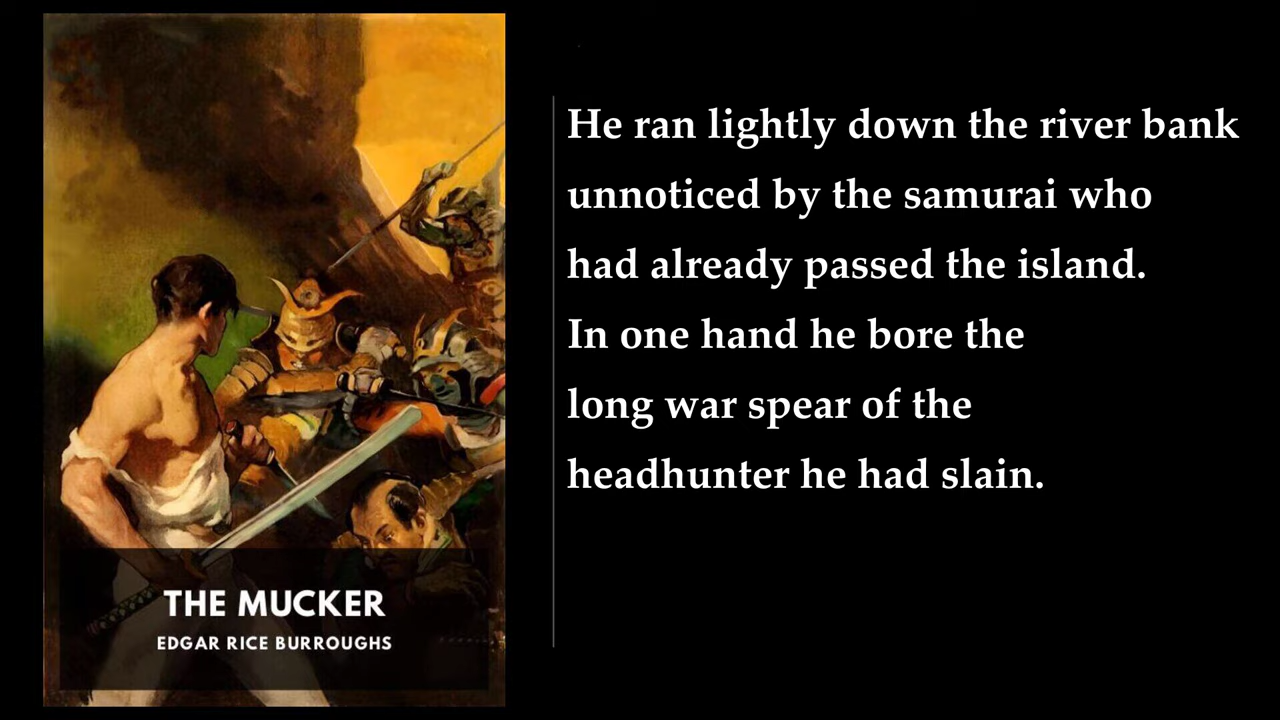 He ran lightly down the river bank
unnoticed by the samurai who
had already passed the island.
In one hand he bore the
long war spear of the
headhunter he had slain.
THE MUCKER
EDGAR RICE BURROUGHS